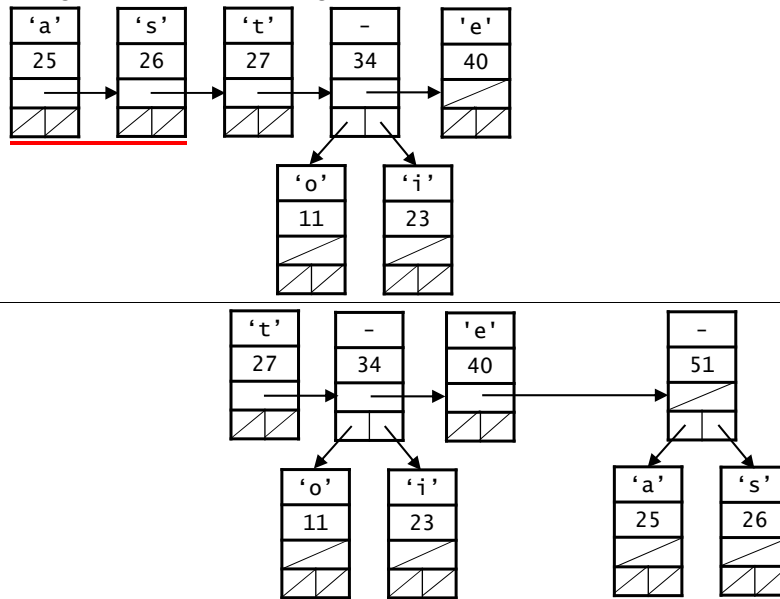 ‘a’ ‘s’ ‘t’ - 'e'
25 26 27 34 40
‘o’ ‘i’
11 23
‘t’ - 'e' -
27 34 40 51
‘o’ ‘i’ ‘a’ ‘s’
11 23 25 26